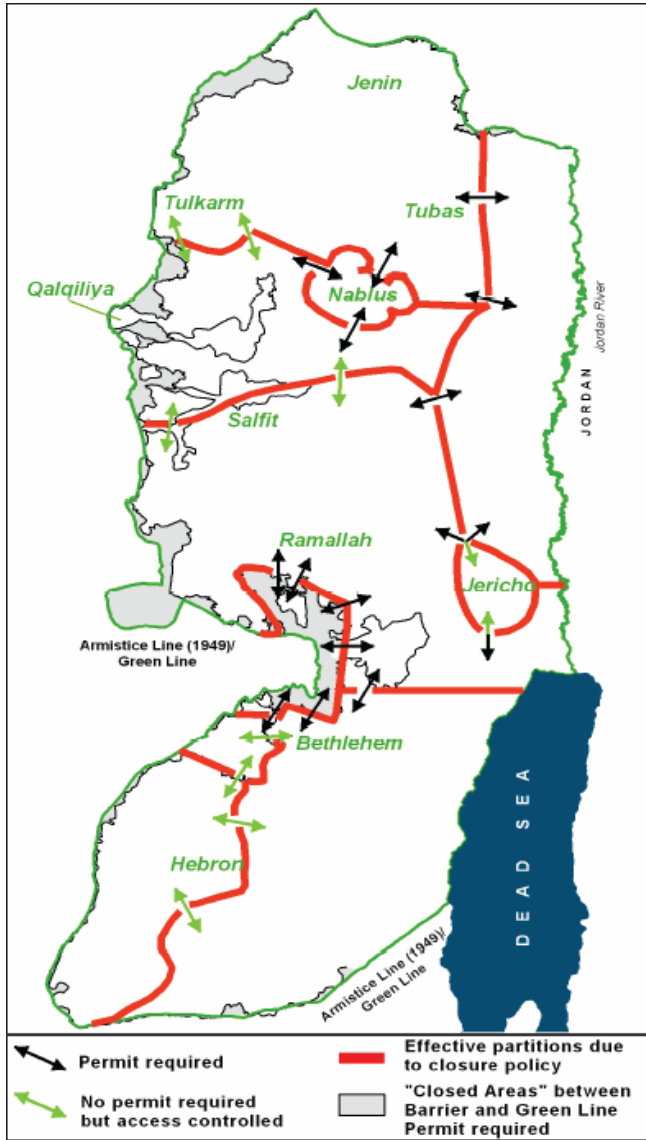 Jenin
Tulkarm
Tubas
Qalqiliya
Nablus
JORDAN
Jordan River
Salfit
Ramallah
Jericho
Armistice Line (1949)/
Green Line
Bethlehem
DEAD SEA
Hebron
Armistice Line (1949)/
Green Line
Permit required
Effective partitions due
to closure policy
No permit required
but access controlled
"Closed Areas" between
Barrier and Green Line
Permit required